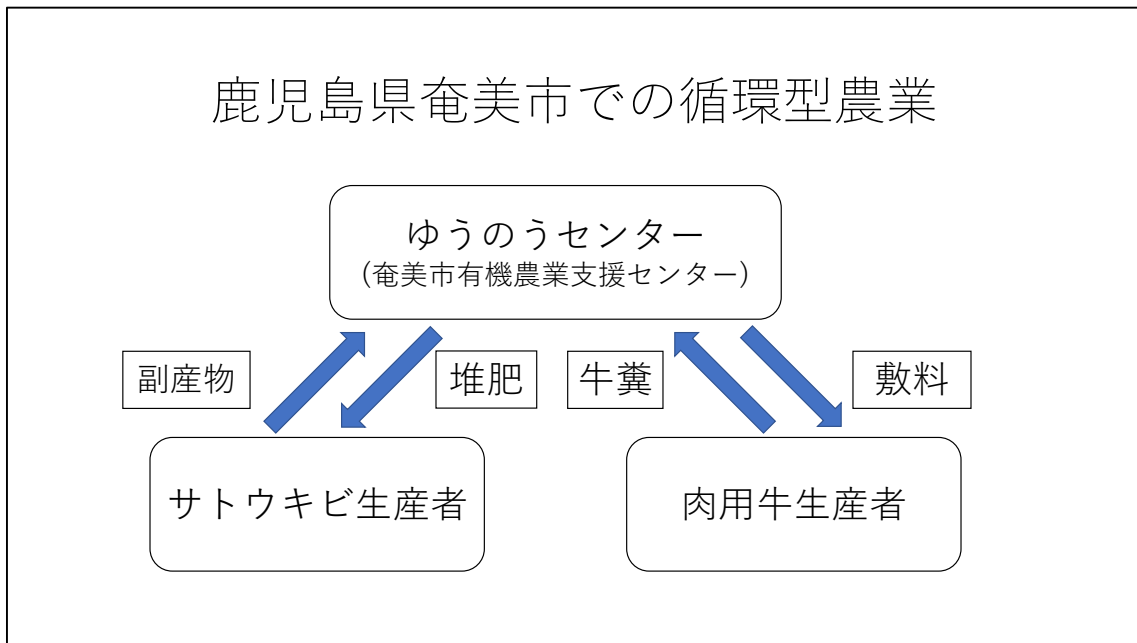 鹿児島県奄美市での循環型農業
ゆうのうセンター
(奄美市有機農業支援センター)
副産物
堆肥
牛糞
敷料
サトウキビ生産者
肉用牛生産者